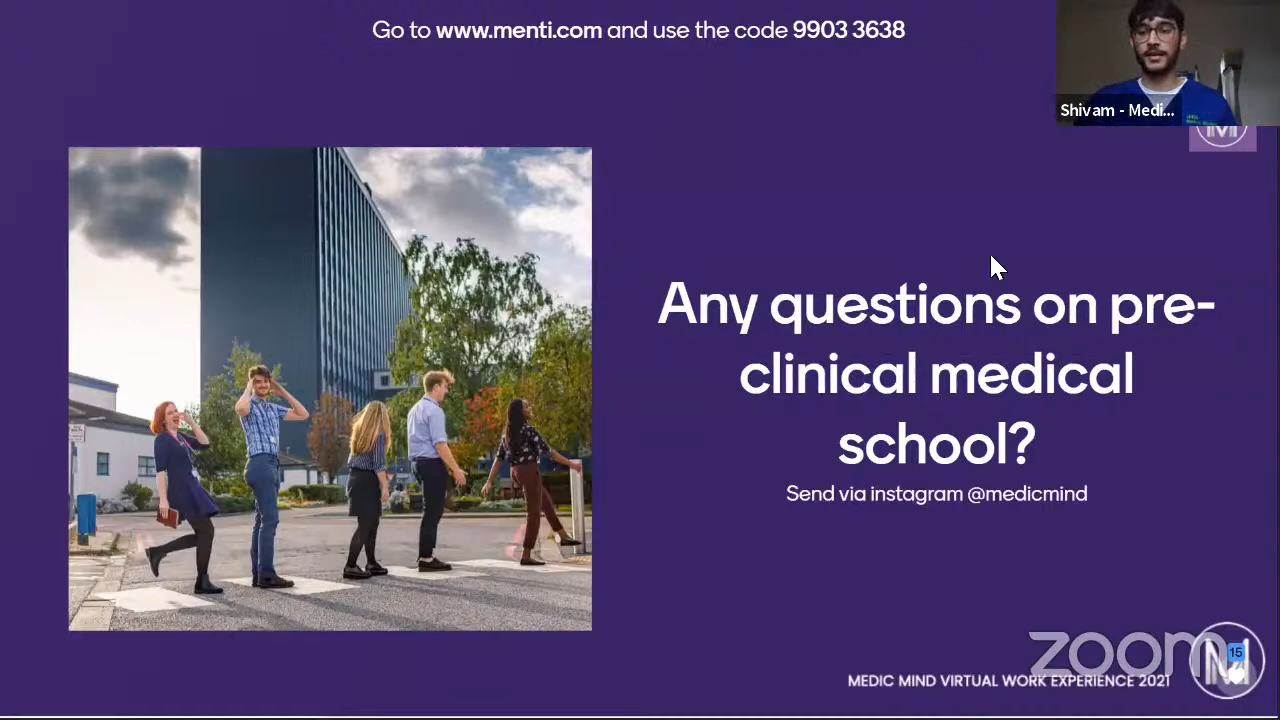 Go to www.menti.com and use the code 9903 3638
Shivam - Medi...
Any questions on pre-
clinical medical
school?
Send via instagram @medicmind
zoom
15
MEDIC MIND VIRTUAL WORK EXPERIENCE 2021